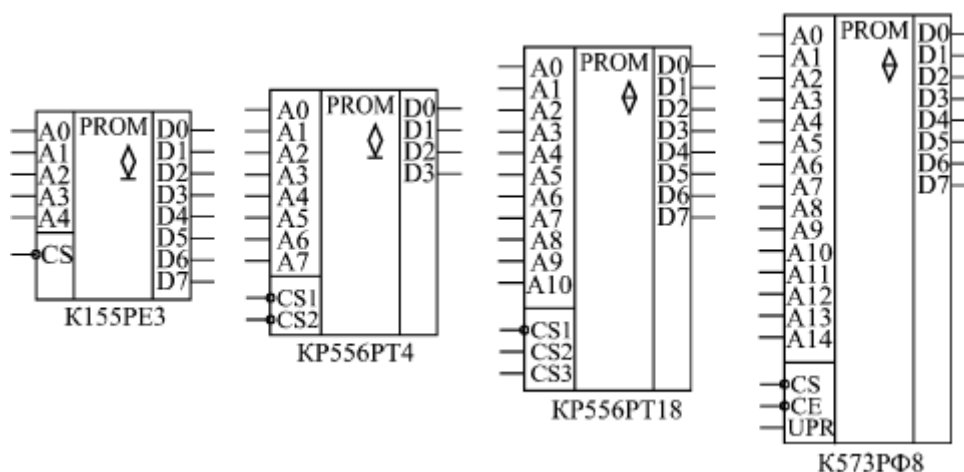 A0
A1
A2
A3
A4
CS
PROM
D0
D1
D2
D3
D4
D5
D6
D7
К155РЕ3
A0
A1
A2
A3
A4
A5
A6
A7
CS1
CS2
PROM
D0
D1
D2
D3
КР556РТ4
A0
A1
A2
A3
A4
A5
A6
A7
A8
A9
A10
CS1
CS2
CS3
PROM
D0
D1
D2
D3
D4
D5
D6
D7
КР556РТ18
A0
A1
A2
A3
A4
A5
A6
A7
A8
A9
A10
A11
A12
A13
A14
CS
CE
UPR
PROM
D0
D1
D2
D3
D4
D5
D6
D7
К573РФ8